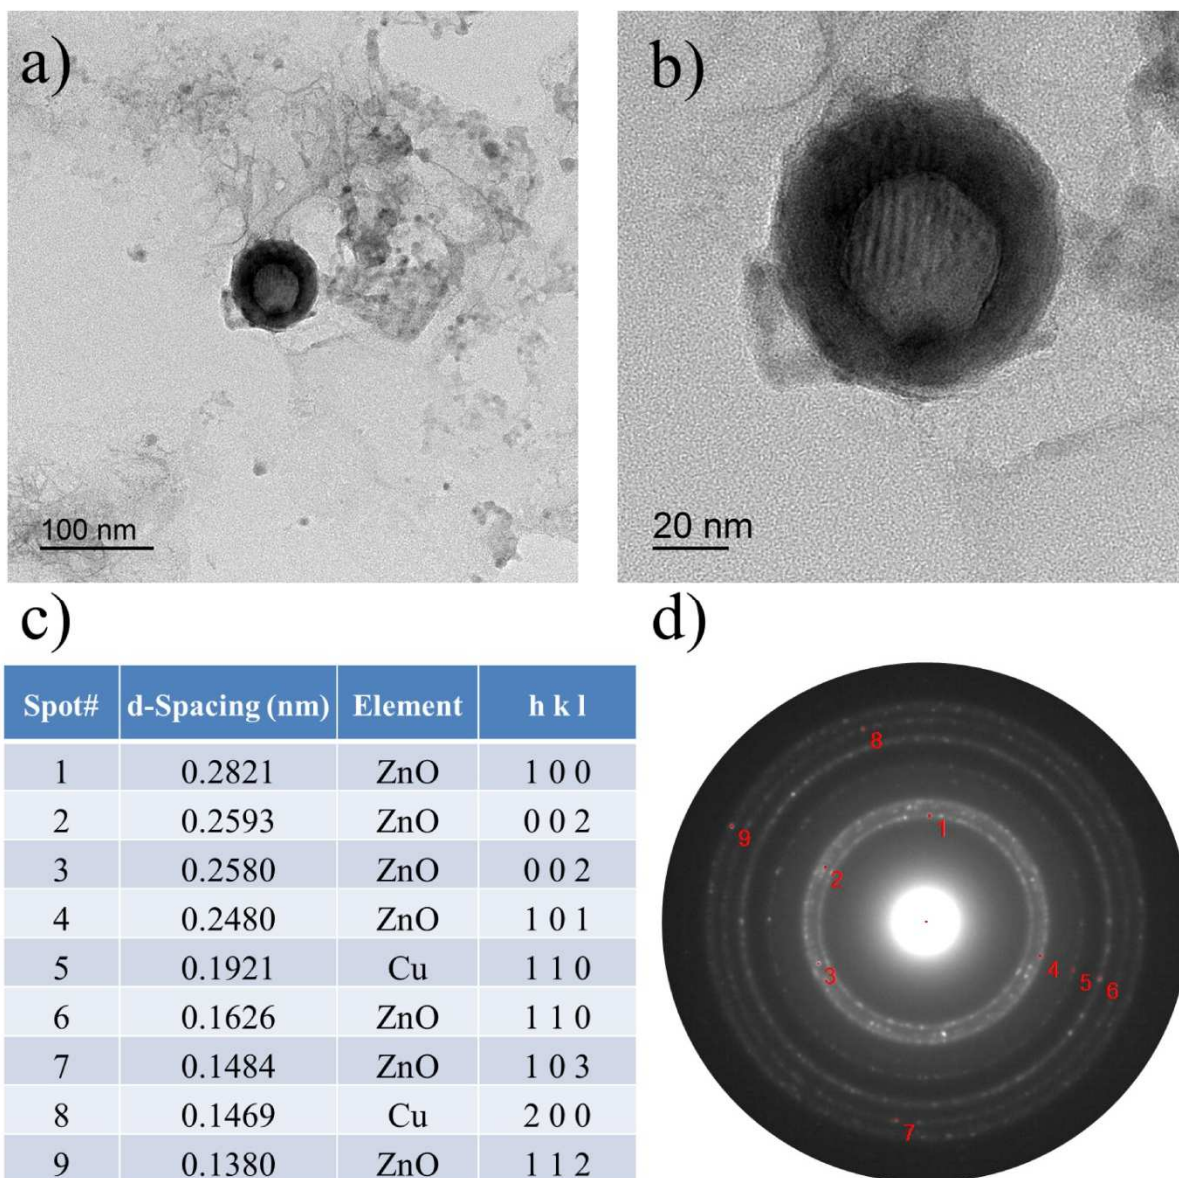 a)
b)
100 nm
20 nm
c)
d)
Spot# d-Spacing (nm) Element h k l
1 0.2821 ZnO 1 0 0
2 0.2593 ZnO 0 0 2
3 0.2580 ZnO 0 0 2
4 0.2480 ZnO 1 0 1
5 0.1921 Cu 1 1 0
6 0.1626 ZnO 1 1 0
7 0.1484 ZnO 1 0 3
8 0.1469 Cu 2 0 0
9 0.1380 ZnO 1 1 2
8
9
1
2
3
4
5
6
7